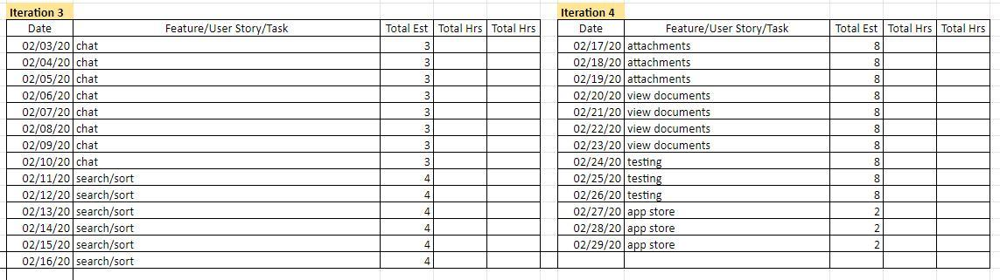 Iteration 3
Date Feature/User Story/Task Total Est Total Hrs Total Hrs
02/03/20 chat 3
02/04/20 chat 3
02/05/20 chat 3
02/06/20 chat 3
02/07/20 chat 3
02/08/20 chat 3
02/09/20 chat 3
02/10/20 chat 3
02/11/20 search/sort 4
02/12/20 search/sort 4
02/13/20 search/sort 4
02/14/20 search/sort 4
02/15/20 search/sort 4
02/16/20 search/sort 4
Iteration 4
Date Feature/User Story/Task Total Est Total Hrs Total Hrs
02/17/20 attachments 8
02/18/20 attachments 8
02/19/20 attachments 8
02/20/20 view documents 8
02/21/20 view documents 8
02/22/20 view documents 8
02/23/20 view documents 8
02/24/20 testing 8
02/25/20 testing 8
02/26/20 testing 8
02/27/20 app store 2
02/28/20 app store 2
02/29/20 app store 2